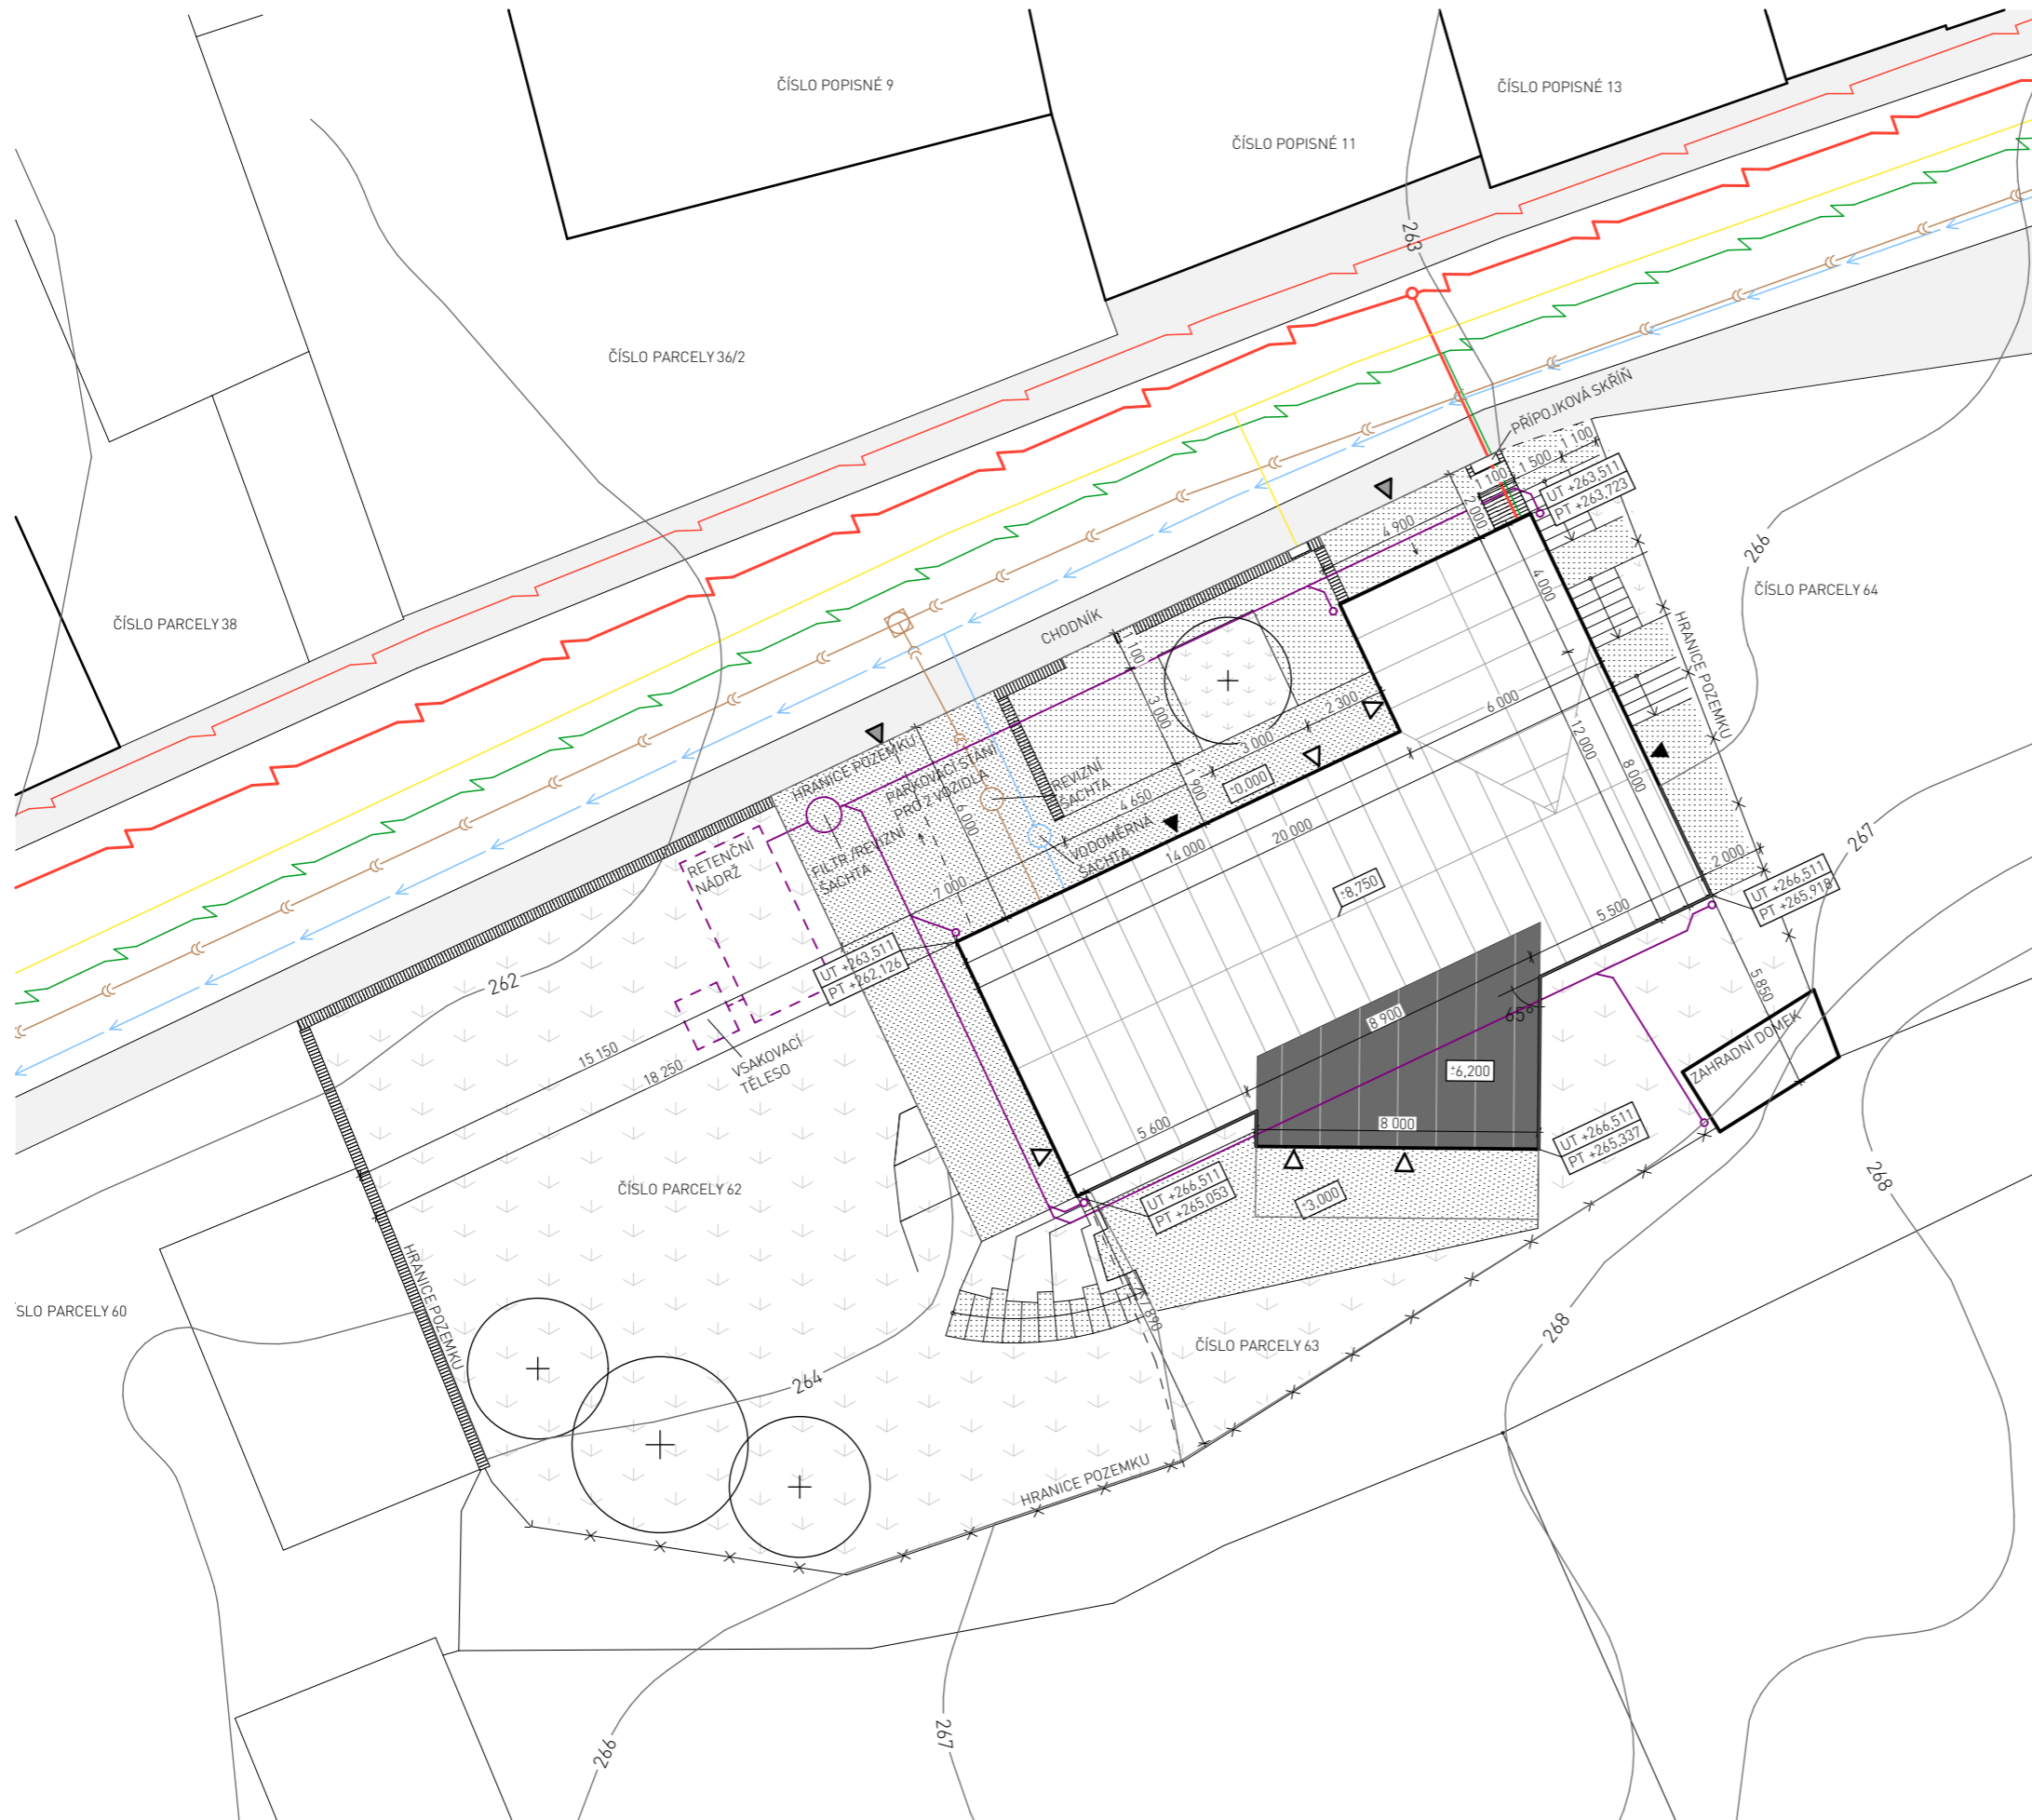 ČÍSLO POPISNÉ 9
ČÍSLO POPISNÉ 13
ČÍSLO POPISNÉ 11
263
ČÍSLO PARCELY 36/2
PŘÍPOJKOVÁ SKŘÍŇ
1 100
1 500
1 100
UT +263,511
PT +263,723
2 000
4 900
266
ČÍSLO PARCELY 64
4 000
ČÍSLO PARCELY 38
CHODNÍK
HRANICE POZEMKU
1 100
3 000
2 300
6 000
3 000
12 000
8 000
HRANICE POZEMKU
PARKOVACÍ STÁNÍ
PRO 2 VOZIDLA
6 000
REVIZNÍ
ŠACHTA
1 900
±0,000
4 650
VODOMĚRNÁ
ŠACHTA
14 000
20 000
RETENČNÍ
NÁDRŽ
FILTR./REVIZNÍ
ŠACHTA
7 000
267
2 000
UT +266,511
PT +265,918
±8,750
5 500
UT +263,511
PT +262,126
262
5 850
8 900
65°
ZAHRADNÍ DOMEK
15 150
18 250
VSAKOVACÍ
TĚLESO
±6,200
8 000
5 600
UT +266,511
PT +265,337
268
ČÍSLO PARCELY 62
UT +266,511
PT +265,053
±3,000
HRANICE POZEMKU
SLO PARCELY 60
268
ČÍSLO PARCELY 63
264
HRANICE POZEMKU
266
267